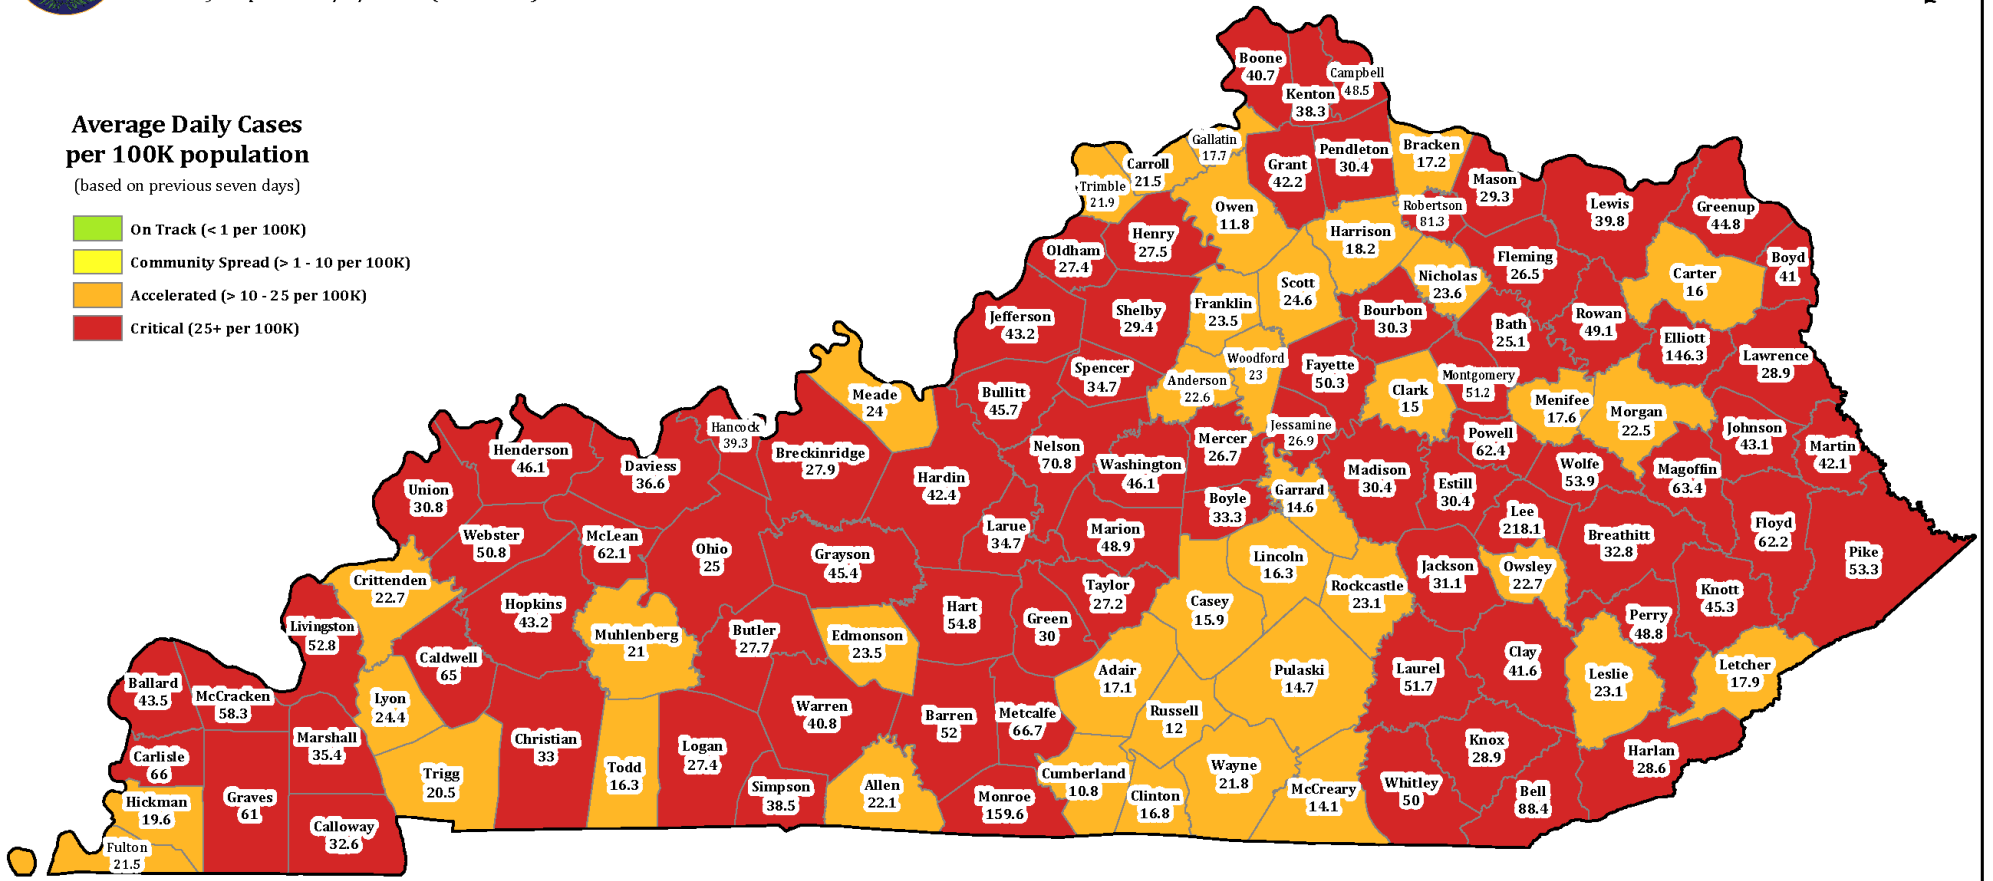 Average Daily Cases
per 100K population
(based on previous seven days)
On Track (< 1 per 100K)
Community Spread (> 1 - 10 per 100K)
Accelerated (> 10 - 25 per 100K)
Critical (25+ per 100K)
Boone
40.7
Campbell
48.5
Kenton
38.3
Gallatin
17.7
Carroll
21.5
Trimble
21.9
Grant
42.2
Pendleton
30.4
Bracken
17.2
Mason
29.3
Robertson
81.3
Lewis
39.8
Greenup
44.8
Owen
11.8
Harrison
18.2
Henry
27.5
Oldham
27.4
Fleming
26.5
Carter
16
Boyd
41
Nicholas
23.6
Scott
24.6
Franklin
23.5
Shelby
29.4
Jefferson
43.2
Bourbon
30.3
Bath
25.1
Rowan
49.1
Elliott
146.3
Lawrence
28.9
Woodford
23
Fayette
50.3
Spencer
34.7
Anderson
22.6
Montgomery
51.2
Clark
15
Bullitt
45.7
Meade
24
Menifee
17.6
Morgan
22.5
Johnson
43.1
Martin
42.1
Hancock
39.3
Jessamine
26.9
Mercer
26.7
Powell
62.4
Nelson
70.8
Washington
46.1
Henderson
46.1
Daviess
36.6
Breckinridge
27.9
Hardin
42.4
Madison
30.4
Wolfe
53.9
Magoffin
63.4
Union
30.8
Boyle
33.3
Garrard
14.6
Estill
30.4
Lee
218.1
Floyd
62.2
Webster
50.8
McLean
62.1
Ohio
25
Grayson
45.4
Larue
34.7
Marion
48.9
Breathitt
32.8
Pike
53.3
Lincoln
16.3
Crittenden
22.7
Jackson
31.1
Owsley
22.7
Rockcastle
23.1
Taylor
27.2
Knott
45.3
Hopkins
43.2
Hart
54.8
Green
30
Casey
15.9
Perry
48.8
Livingston
52.8
Muhlenberg
21
Butler
27.7
Edmonson
23.5
Caldwell
65
Clay
41.6
Adair
17.1
Pulaski
14.7
Laurel
51.7
Leslie
23.1
Letcher
17.9
Ballard
43.5
McCracken
58.3
Lyon
24.4
Warren
40.8
Barren
52
Metcalfe
66.7
Russell
12
Marshall
35.4
Christian
33
Logan
27.4
Knox
28.9
Harlan
28.6
Carlisle
66
Trigg
20.5
Todd
16.3
Simpson
38.5
Allen
22.1
Cumberland
10.8
Wayne
21.8
Whitley
50
Bell
88.4
McCreary
14.1
Clinton
16.8
Monroe
159.6
Hickman
19.6
Graves
61
Calloway
32.6
Fulton
21.5